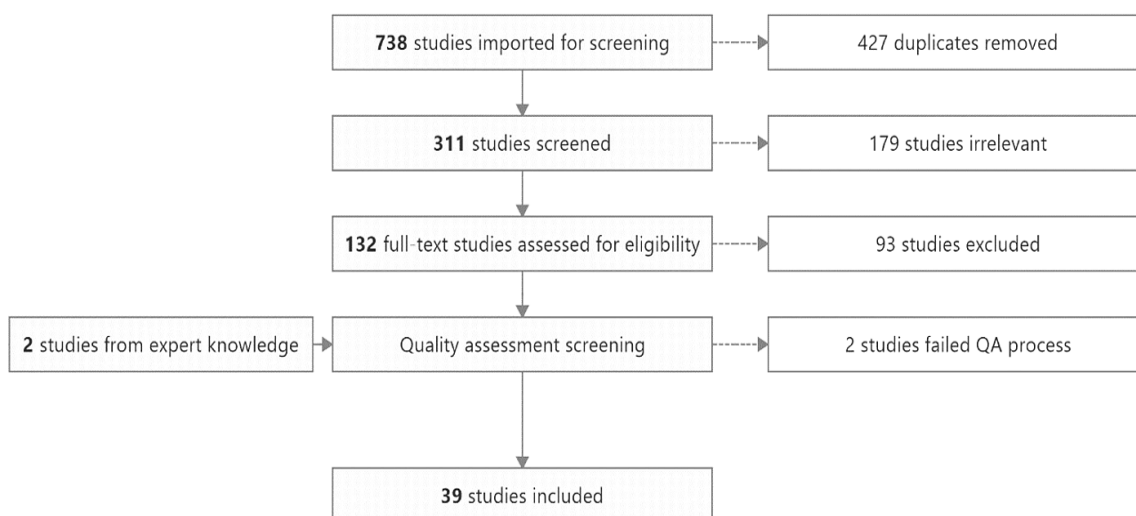 738 studies imported for screening
427 duplicates removed
311 studies screened
179 studies irrelevant
132 full-text studies assessed for eligibility
93 studies excluded
2 studies from expert knowledge
Quality assessment screening
2 studies failed QA process
39 studies included